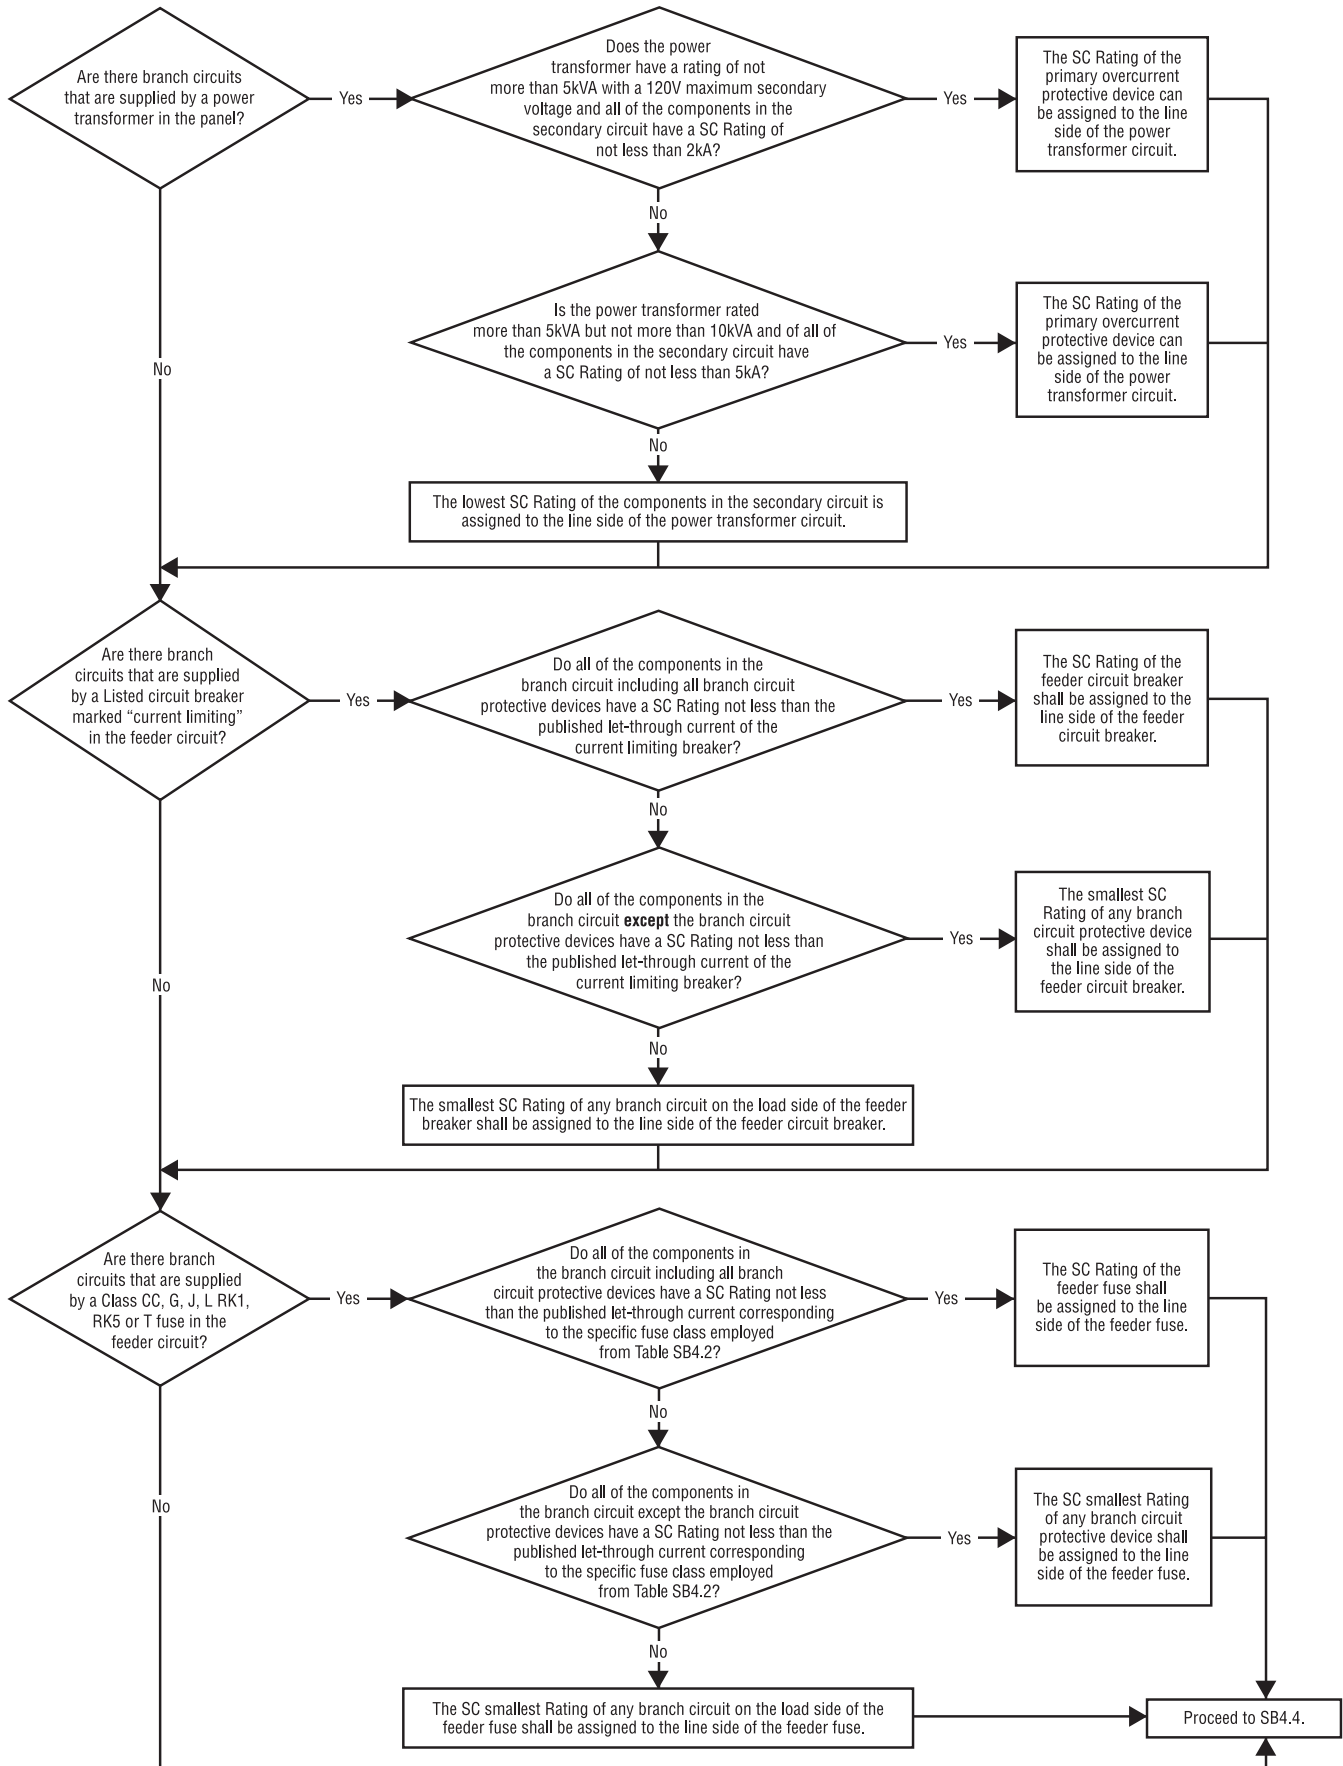 Are there branch circuits
that are supplied by a power
transformer in the panel?
Yes
Does the power
transformer have a rating of not
more than 5kVA with a 120V maximum secondary
voltage and all of the components in the
secondary circuit have a SC Rating of
not less than 2kA?
Yes
The SC Rating of the
primary overcurrent
protective device can
be assigned to the line
side of the power
transformer circuit.
No
Is the power transformer rated
more than 5kVA but not more than 10kVA and of all of
the components in the secondary circuit have
a SC Rating of not less than 5kA?
Yes
The SC Rating of the
primary overcurrent
protective device can
be assigned to the line
side of the power
transformer circuit.
No
No
The lowest SC Rating of the components in the secondary circuit is
assigned to the line side of the power transformer circuit.
Are there branch
circuits that are supplied
by a Listed circuit breaker
marked “current limiting”
in the feeder circuit?
Yes
Do all of the components in the
branch circuit including all branch circuit
protective devices have a SC Rating not less than the
published let-through current of the
current limiting breaker?
Yes
The SC Rating of the
feeder circuit breaker
shall be assigned to the
line side of the feeder
circuit breaker.
No
Do all of the components in the
branch circuit except the branch circuit
protective devices have a SC Rating not less than
the published let-through current of the
current limiting breaker?
Yes
The smallest SC
Rating of any branch
circuit protective device
shall be assigned to
the line side of the
feeder circuit breaker.
No
No
The smallest SC Rating of any branch circuit on the load side of the feeder
breaker shall be assigned to the line side of the feeder circuit breaker.
Are there branch
circuits that are supplied
by a Class CC, G, J, L RK1,
RK5 or T fuse in the
feeder circuit?
Yes
Do all of the components in
the branch circuit including all branch
circuit protective devices have a SC Rating not less
than the published let-through current corresponding
to the specific fuse class employed
from Table SB4.2?
Yes
The SC Rating of the
feeder fuse shall
be assigned to the line
side of the feeder fuse.
No
Do all of the components in
the branch circuit except the branch circuit
protective devices have a SC Rating not less than the
published let-through current corresponding
to the specific fuse class employed
from Table SB4.2?
Yes
The SC smallest Rating
of any branch circuit
protective device shall
be assigned to the line
side of the feeder fuse.
No
No
The SC smallest Rating of any branch circuit on the load side of the
feeder fuse shall be assigned to the line side of the feeder fuse.
Proceed to SB4.4.